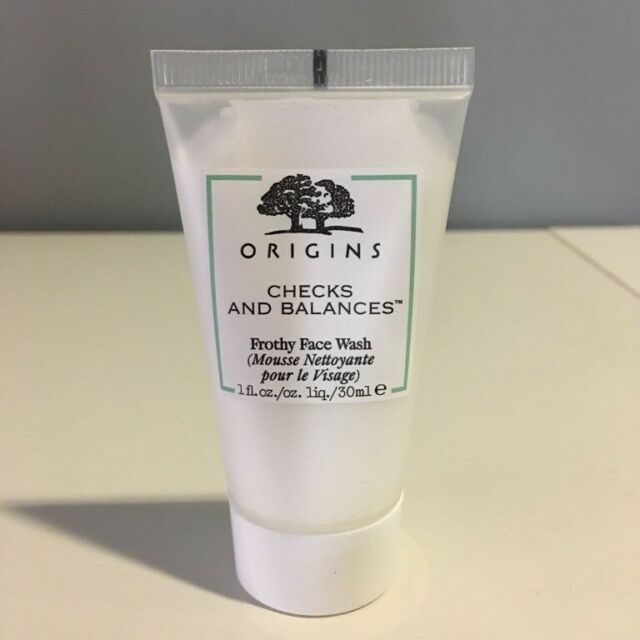 ORIGINS
CHECKS
AND BALANCES™
Frothy Face Wash
(Mousse Nettoyante
pour le Visage)
1 fl. oz./oz. liq./30ml e